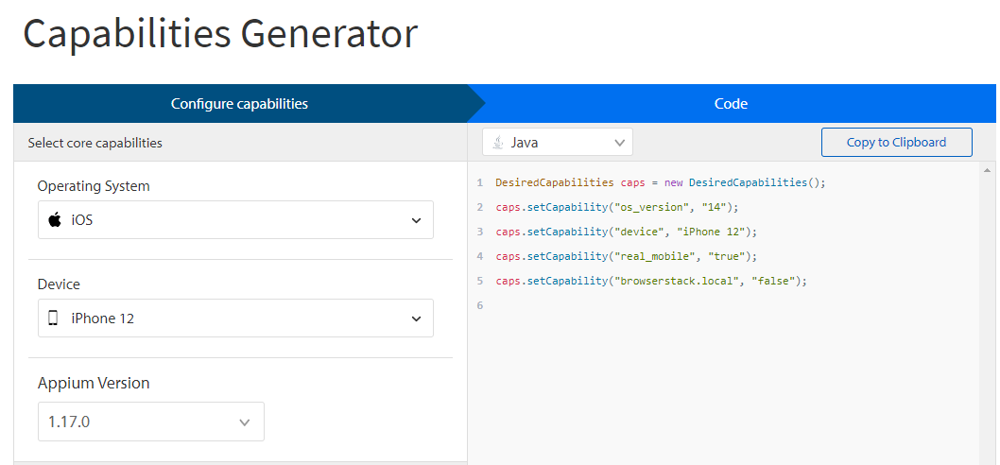 Capabilities Generator
Configure capabilities
Code
Select core capabilities
Java
Copy to Clipboard
Operating System
iOS
Device
iPhone 12
Appium Version
1.17.0
1 DesiredCapabilities caps = new DesiredCapabilities();
2 caps.setCapability("os_version", "14");
3 caps.setCapability("device", "iPhone 12");
4 caps.setCapability("real_mobile", "true");
5 caps.setCapability("browserstack.local", "false");
6